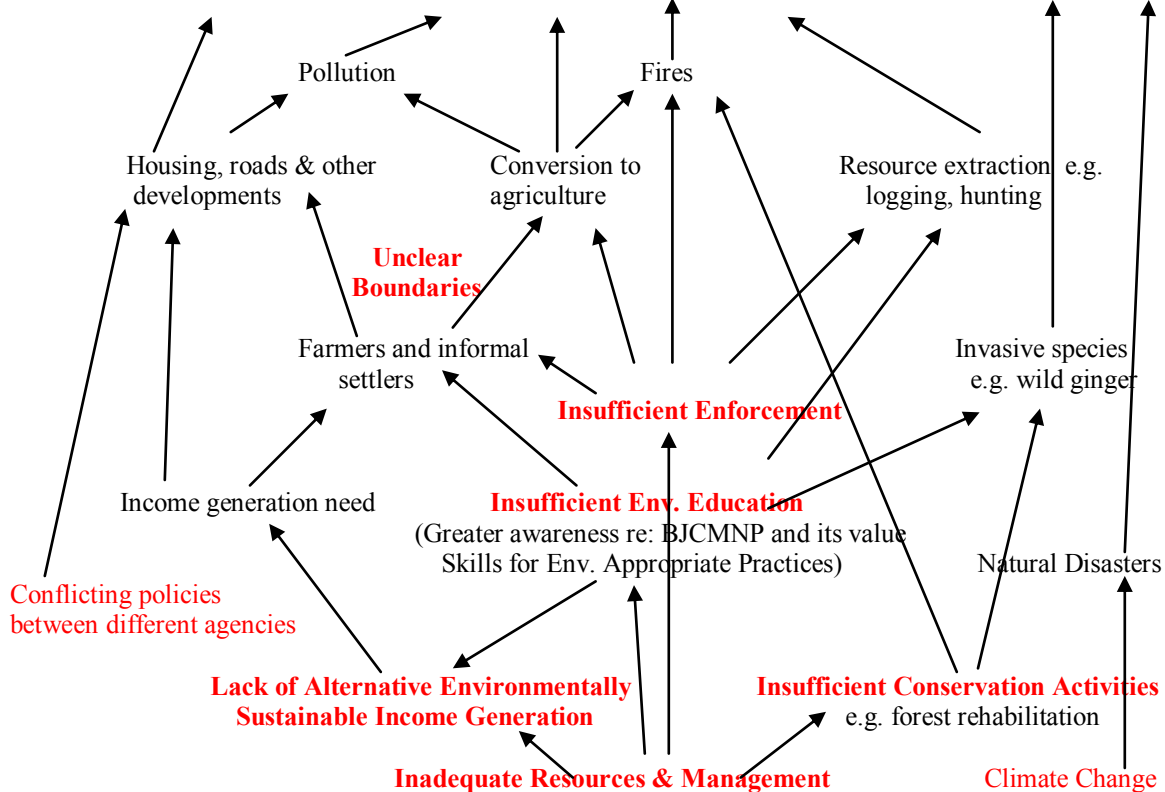 Pollution
Fires
Housing, roads & other
developments
Conversion to
agriculture
Resource extraction, e.g.
logging, hunting
Unclear
Boundaries
Farmers and informal
settlers
Invasive species
e.g. wild ginger
Insufficient Enforcement
Income generation need
Insufficient Env. Education
(Greater awareness re: BJCMNP and its value
Skills for Env. Appropriate Practices)
Natural Disasters
Conflicting policies
between different agencies
Lack of Alternative Environmentally
Sustainable Income Generation
Insufficient Conservation Activities
e.g. forest rehabilitation
Inadequate Resources & Management
Climate Change